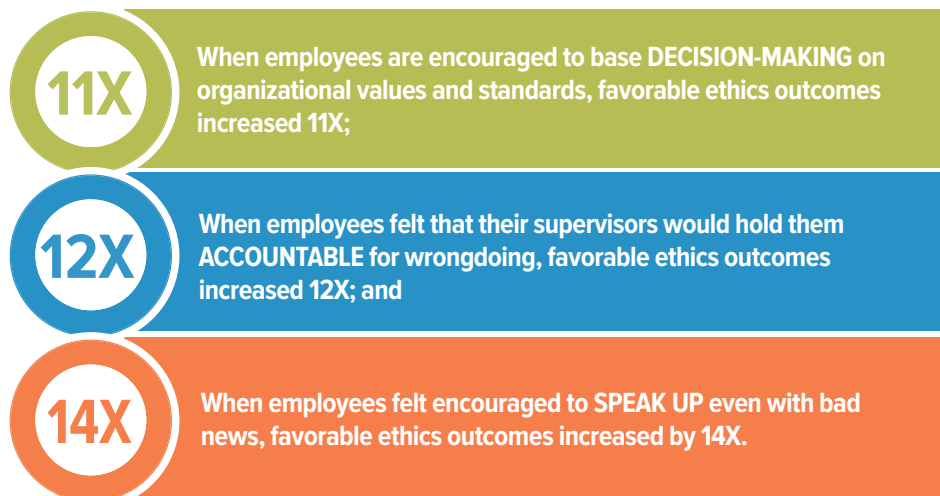 11X
When employees are encouraged to base DECISION-MAKING on
organizational values and standards, favorable ethics outcomes
increased 11X;
12X
When employees felt that their supervisors would hold them
ACCOUNTABLE for wrongdoing, favorable ethics outcomes
increased 12X; and
14X
When employees felt encouraged to SPEAK UP even with bad
news, favorable ethics outcomes increased by 14X.